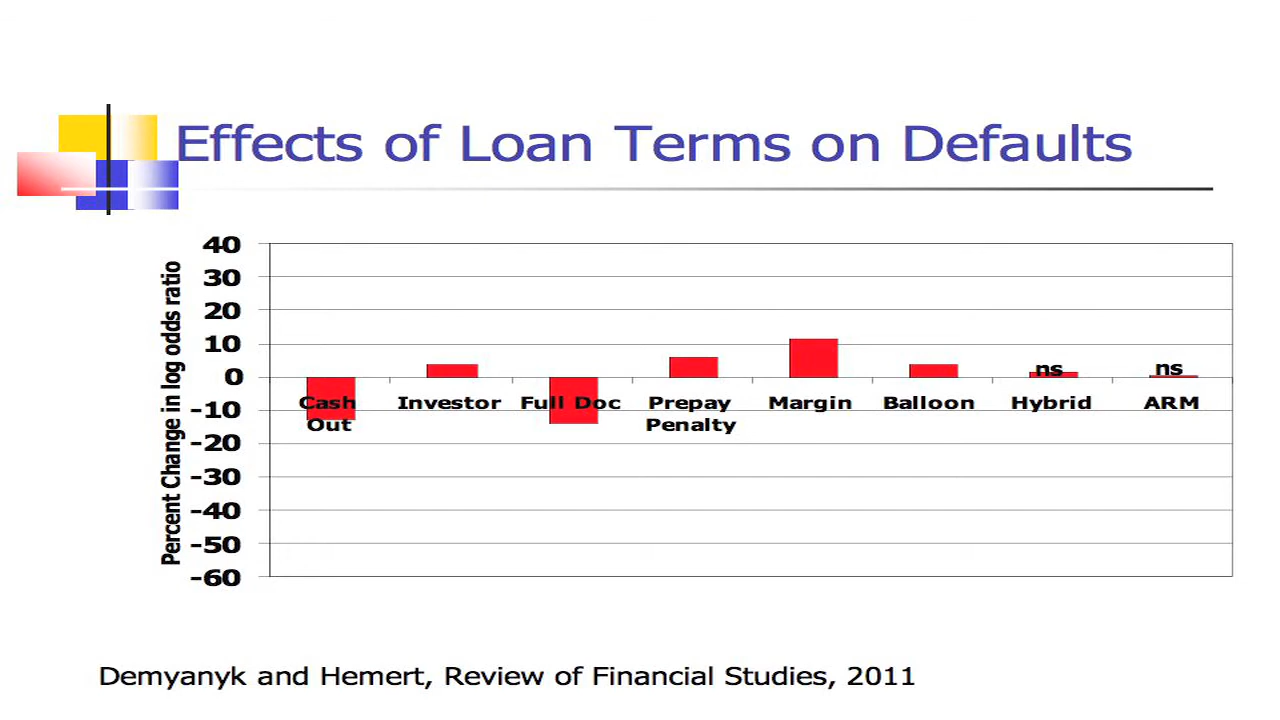 Effects of Loan Terms on Defaults
Percent Change in log odds ratio
40
30
20
10
0
-10
-20
-30
-40
-50
-60
ns ns
Cash Investor Full Doc Prepay Margin Balloon Hybrid ARM
Out Penalty
Demyanyk and Hemert, Review of Financial Studies, 2011